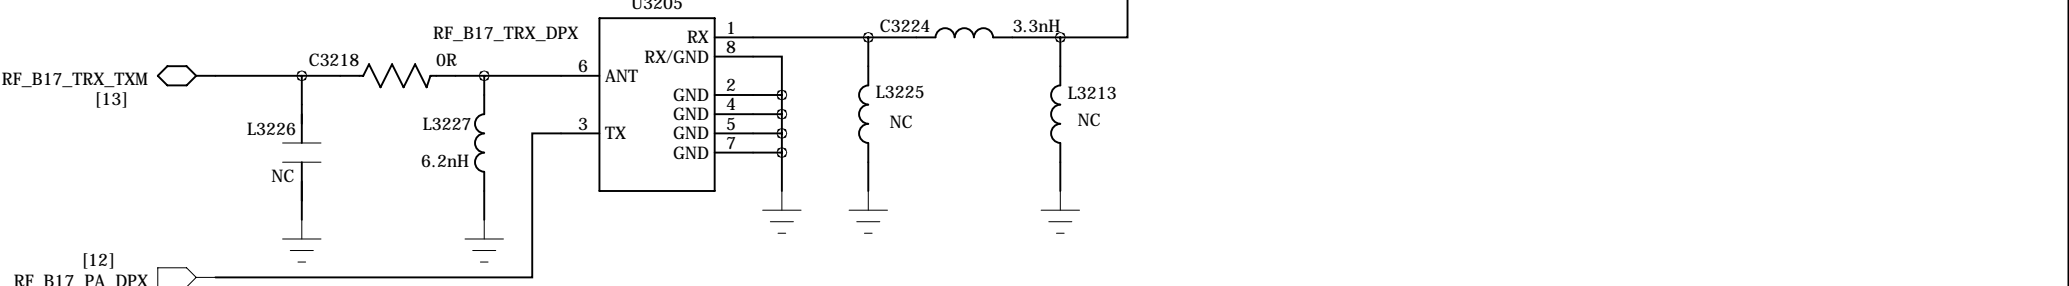 U3205
RF_B17_TRX_DPX
RX 1
C3224 3.3nH
RX/GND 8
C3218 0R
RF_B17_TRX_TXM
[13]
6 ANT
GND 2
GND 4
GND 5
GND 7
3 TX
L3225
NC
L3213
NC
L3226
NC
L3227
6.2nH
[12]
RF_B17_PA_DPX